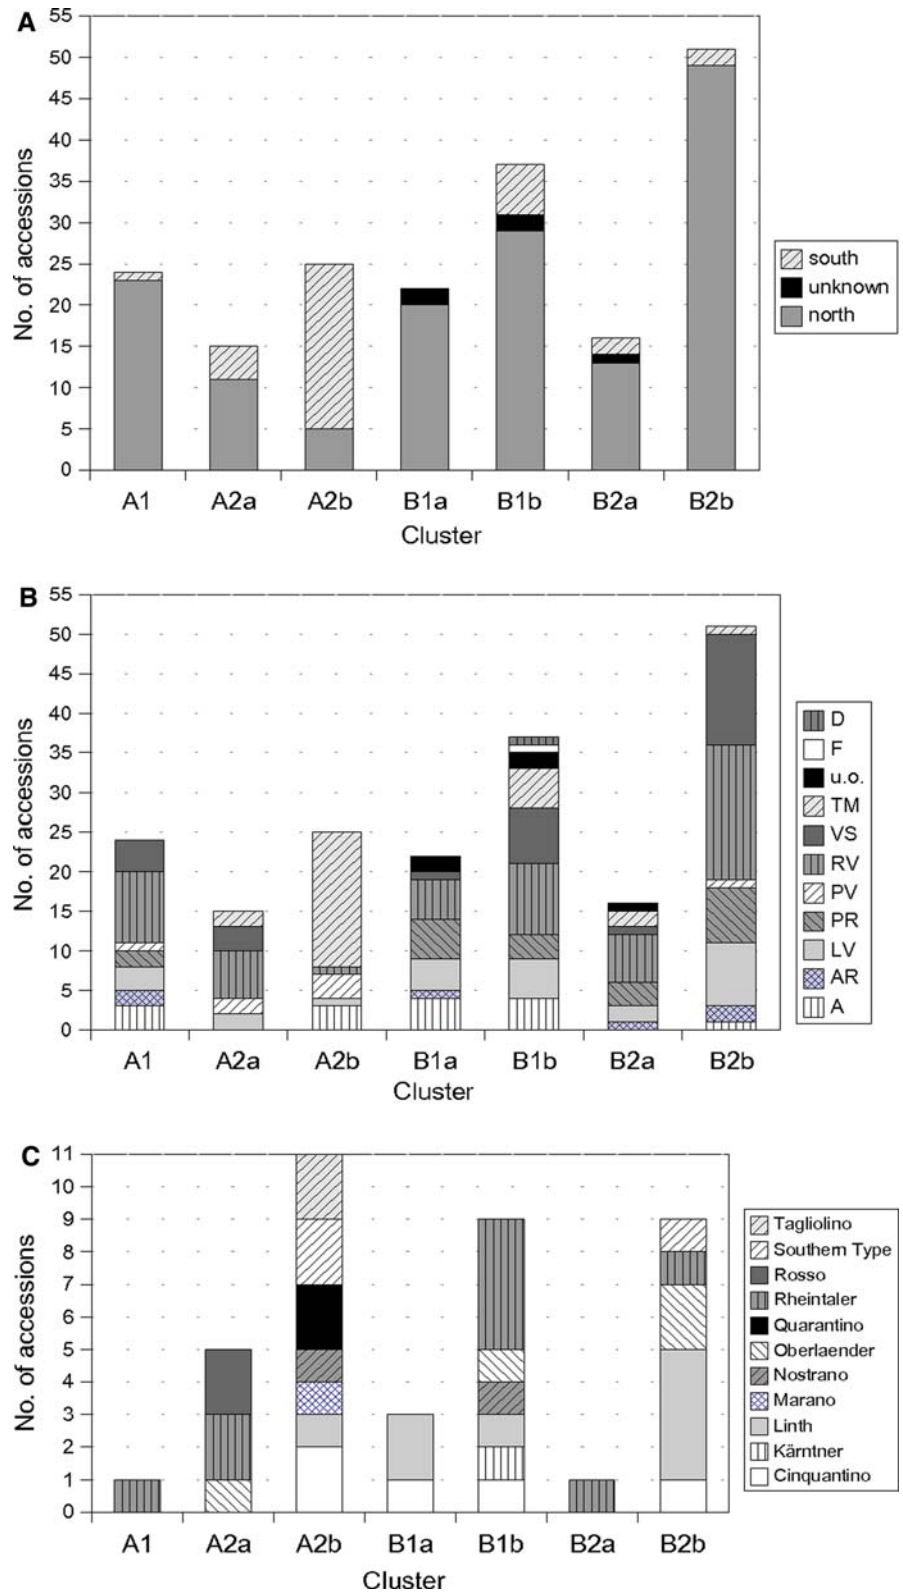 A
55
50
45
40
35
30
25
20
15
10
5
0
No. of accessions
A1 A2a A2b B1a B1b B2a B2b
Cluster
south
unknown
north
B
55
50
45
40
35
30
25
20
15
10
5
0
No. of accessions
A1 A2a A2b B1a B1b B2a B2b
Cluster
D
F
u.o.
TM
VS
RV
PV
PR
LV
AR
A
C
11
10
9
8
7
6
5
4
3
2
1
0
No. of accessions
A1 A2a A2b B1a B1b B2a B2b
Cluster
Tagliolino
Southern Type
Rosso
Rheintaler
Quarantino
Oberlaender
Nostrano
Marano
Linth
Kärntner
Cinquantino